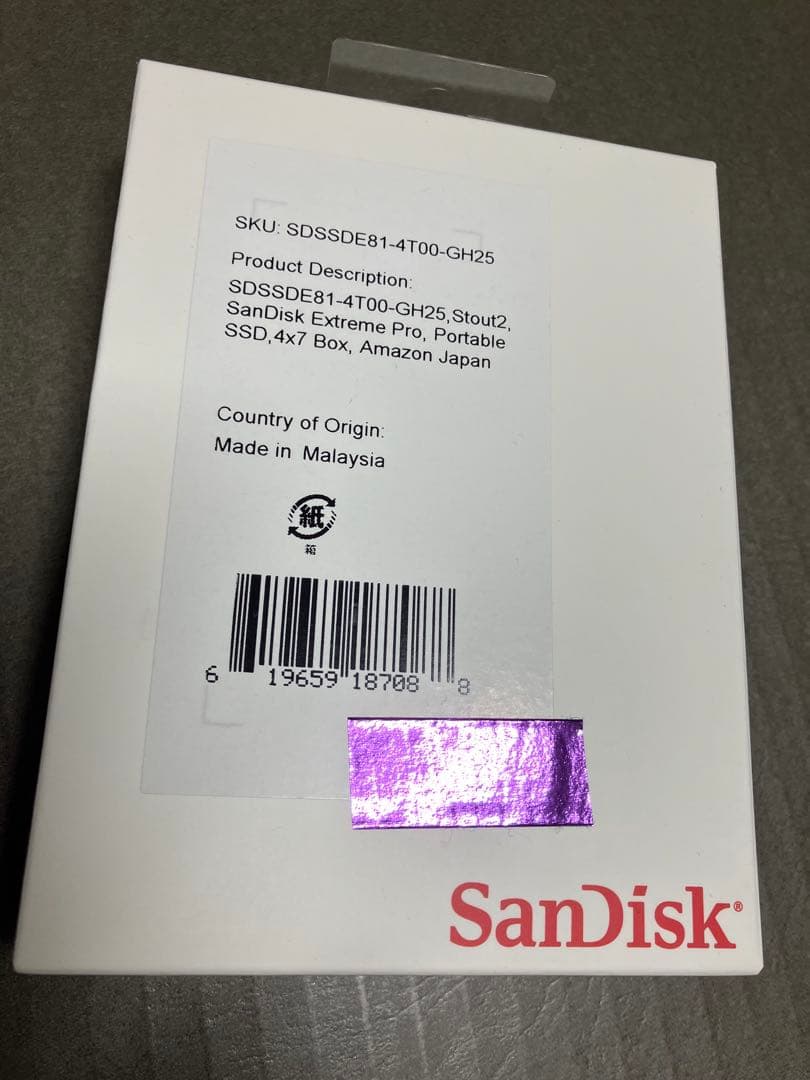 SKU: SDSSDE81-4T00-GH25
Product Description:
SDSSDE81-4T00-GH25,Stout2,
SanDisk Extreme Pro, Portable
SSD,4x7 Box, Amazon Japan
Country of Origin:
Made in Malaysia
紙
箱
6 19659 18708 8
SanDisk®